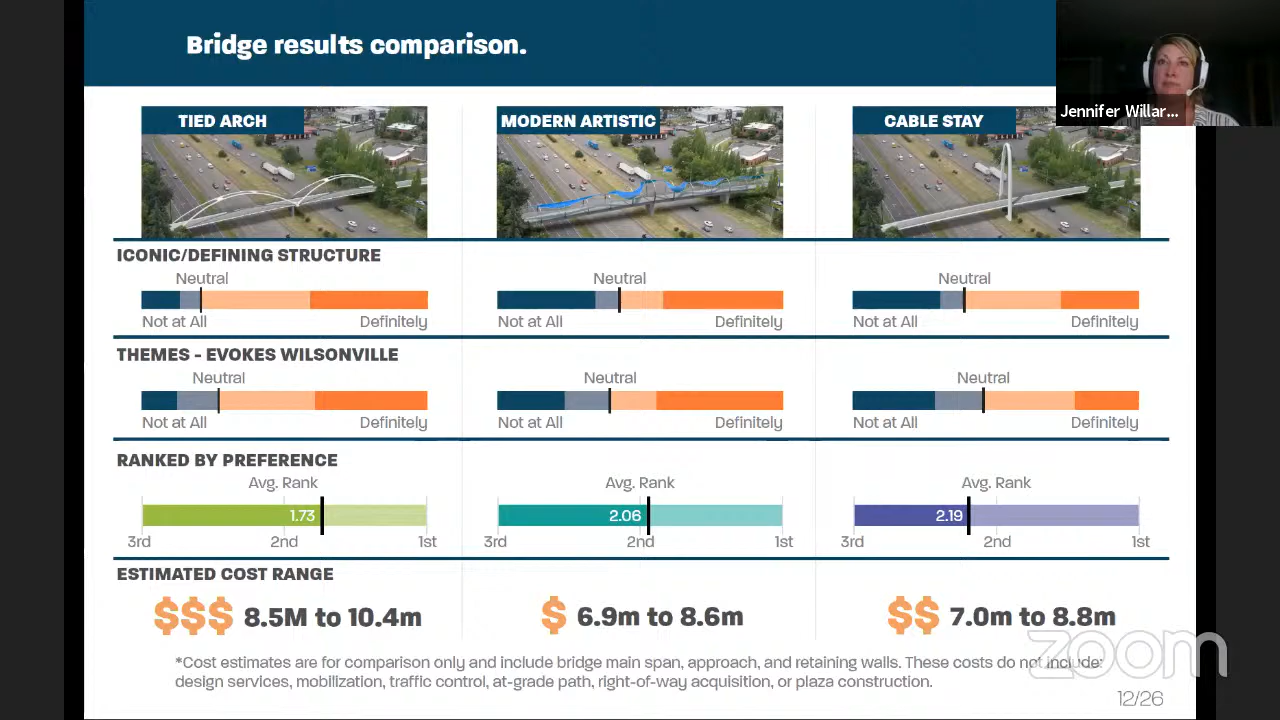 Bridge results comparison.
Jennifer Willar...
TIED ARCH
MODERN ARTISTIC
CABLE STAY
ICONIC/DEFINING STRUCTURE
Neutral
Neutral
Neutral
Not at All
Definitely
Not at All
Definitely
Not at All
Definitely
THEMES - EVOKES WILSONVILLE
Neutral
Neutral
Neutral
Not at All
Definitely
Not at All
Definitely
Not at All
Definitely
RANKED BY PREFERENCE
Avg. Rank
Avg. Rank
Avg. Rank
1.73
2.06
2.19
3rd
2nd
1st
3rd
2nd
1st
3rd
2nd
1st
ESTIMATED COST RANGE
$$$ 8.5M to 10.4m
$ 6.9m to 8.6m
$$ 7.0m to 8.8m
*Cost estimates are for comparison only and include bridge main span, approach, and retaining walls. These costs do not include:
design services, mobilization, traffic control, at-grade path, right-of-way acquisition, or plaza construction.
zoom
12/26